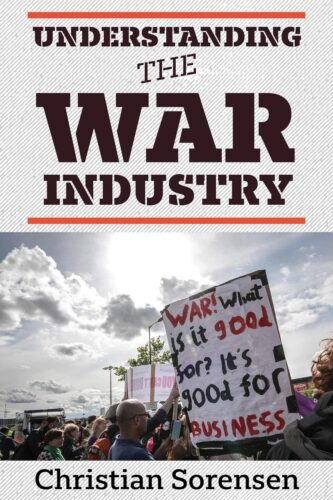 UNDERSTANDING
THE
WAR
INDUSTRY
WAR! What
is it good
for? It's
good for
BUSINESS
Christian Sorensen